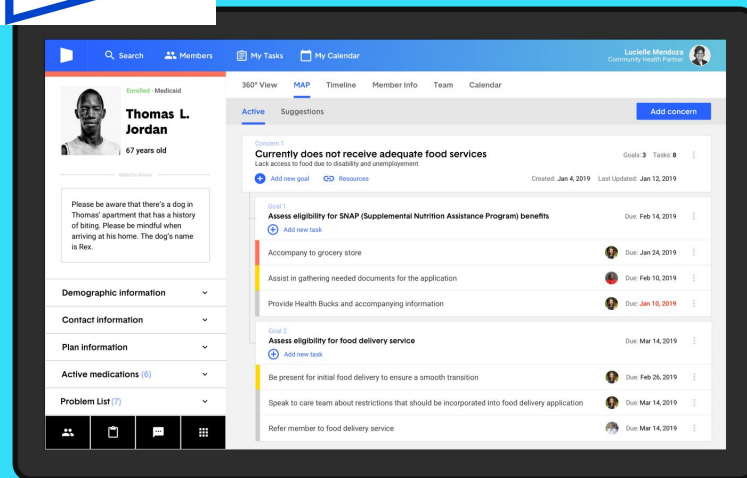 Search
Members
My Tasks
My Calendar
Lucielle Mendoza
Community Health Partner
Enrolled · Medicaid
Thomas L.
Jordan
67 years old
Need to know
Please be aware that there's a dog in
Thomas' apartment that has a history
of biting. Please be mindful when
arriving at his home. The dog's name
is Rex.
Demographic information
Contact information
Plan information
Active medications (6)
Problem List (7)
360° View MAP Timeline Member Info Team Calendar
Active Suggestions
Add concern
Concern 1
Currently does not receive adequate food services
Lack access to food due to disability and unemployement
Goals: 3 Tasks: 8
Add new goal Resources
Created: Jan 4, 2019 Last Updated: Jan 12, 2019
Goal 1
Assess eligibility for SNAP (Supplemental Nutrition Assistance Program) benefits
Due: Feb 14, 2019
Add new task
Accompany to grocery store
Due: Jan 24, 2019
Assist in gathering needed documents for the application
Due: Feb 10, 2019
Provide Health Bucks and accompanying information
Due: Jan 10, 2019
Goal 2
Assess eligibility for food delivery service
Due: Mar 14, 2019
Add new task
Be present for initial food delivery to ensure a smooth transition
Due: Feb 26, 2019
Speak to care team about restrictions that should be incorporated into food delivery application
Due: Mar 14, 2019
Refer member to food delivery service
Due: Mar 14, 2019